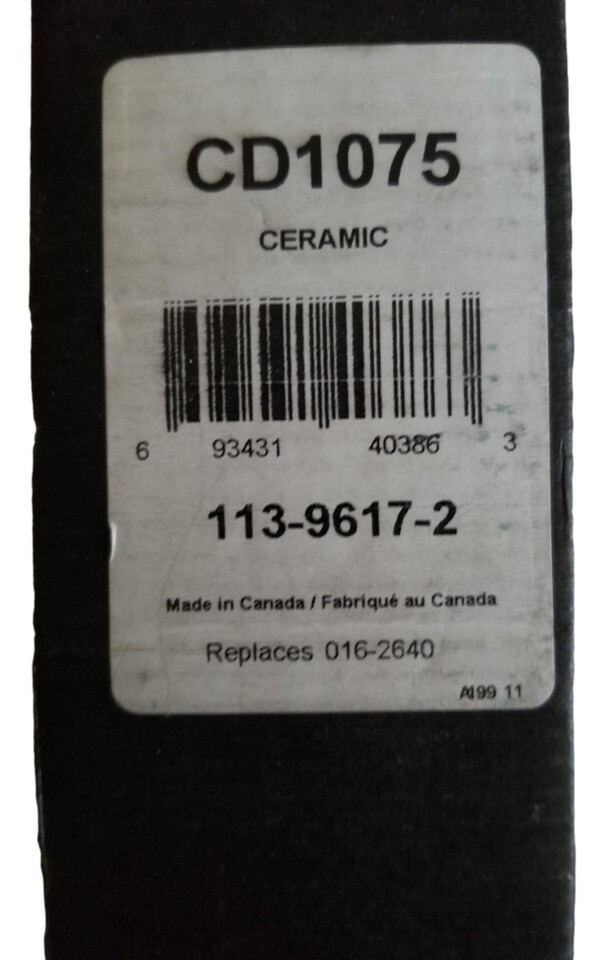 CD1075
CERAMIC
6 93431 40386 3
113-9617-2
Made in Canada / Fabriqué au Canada
Replaces 016-2640
11